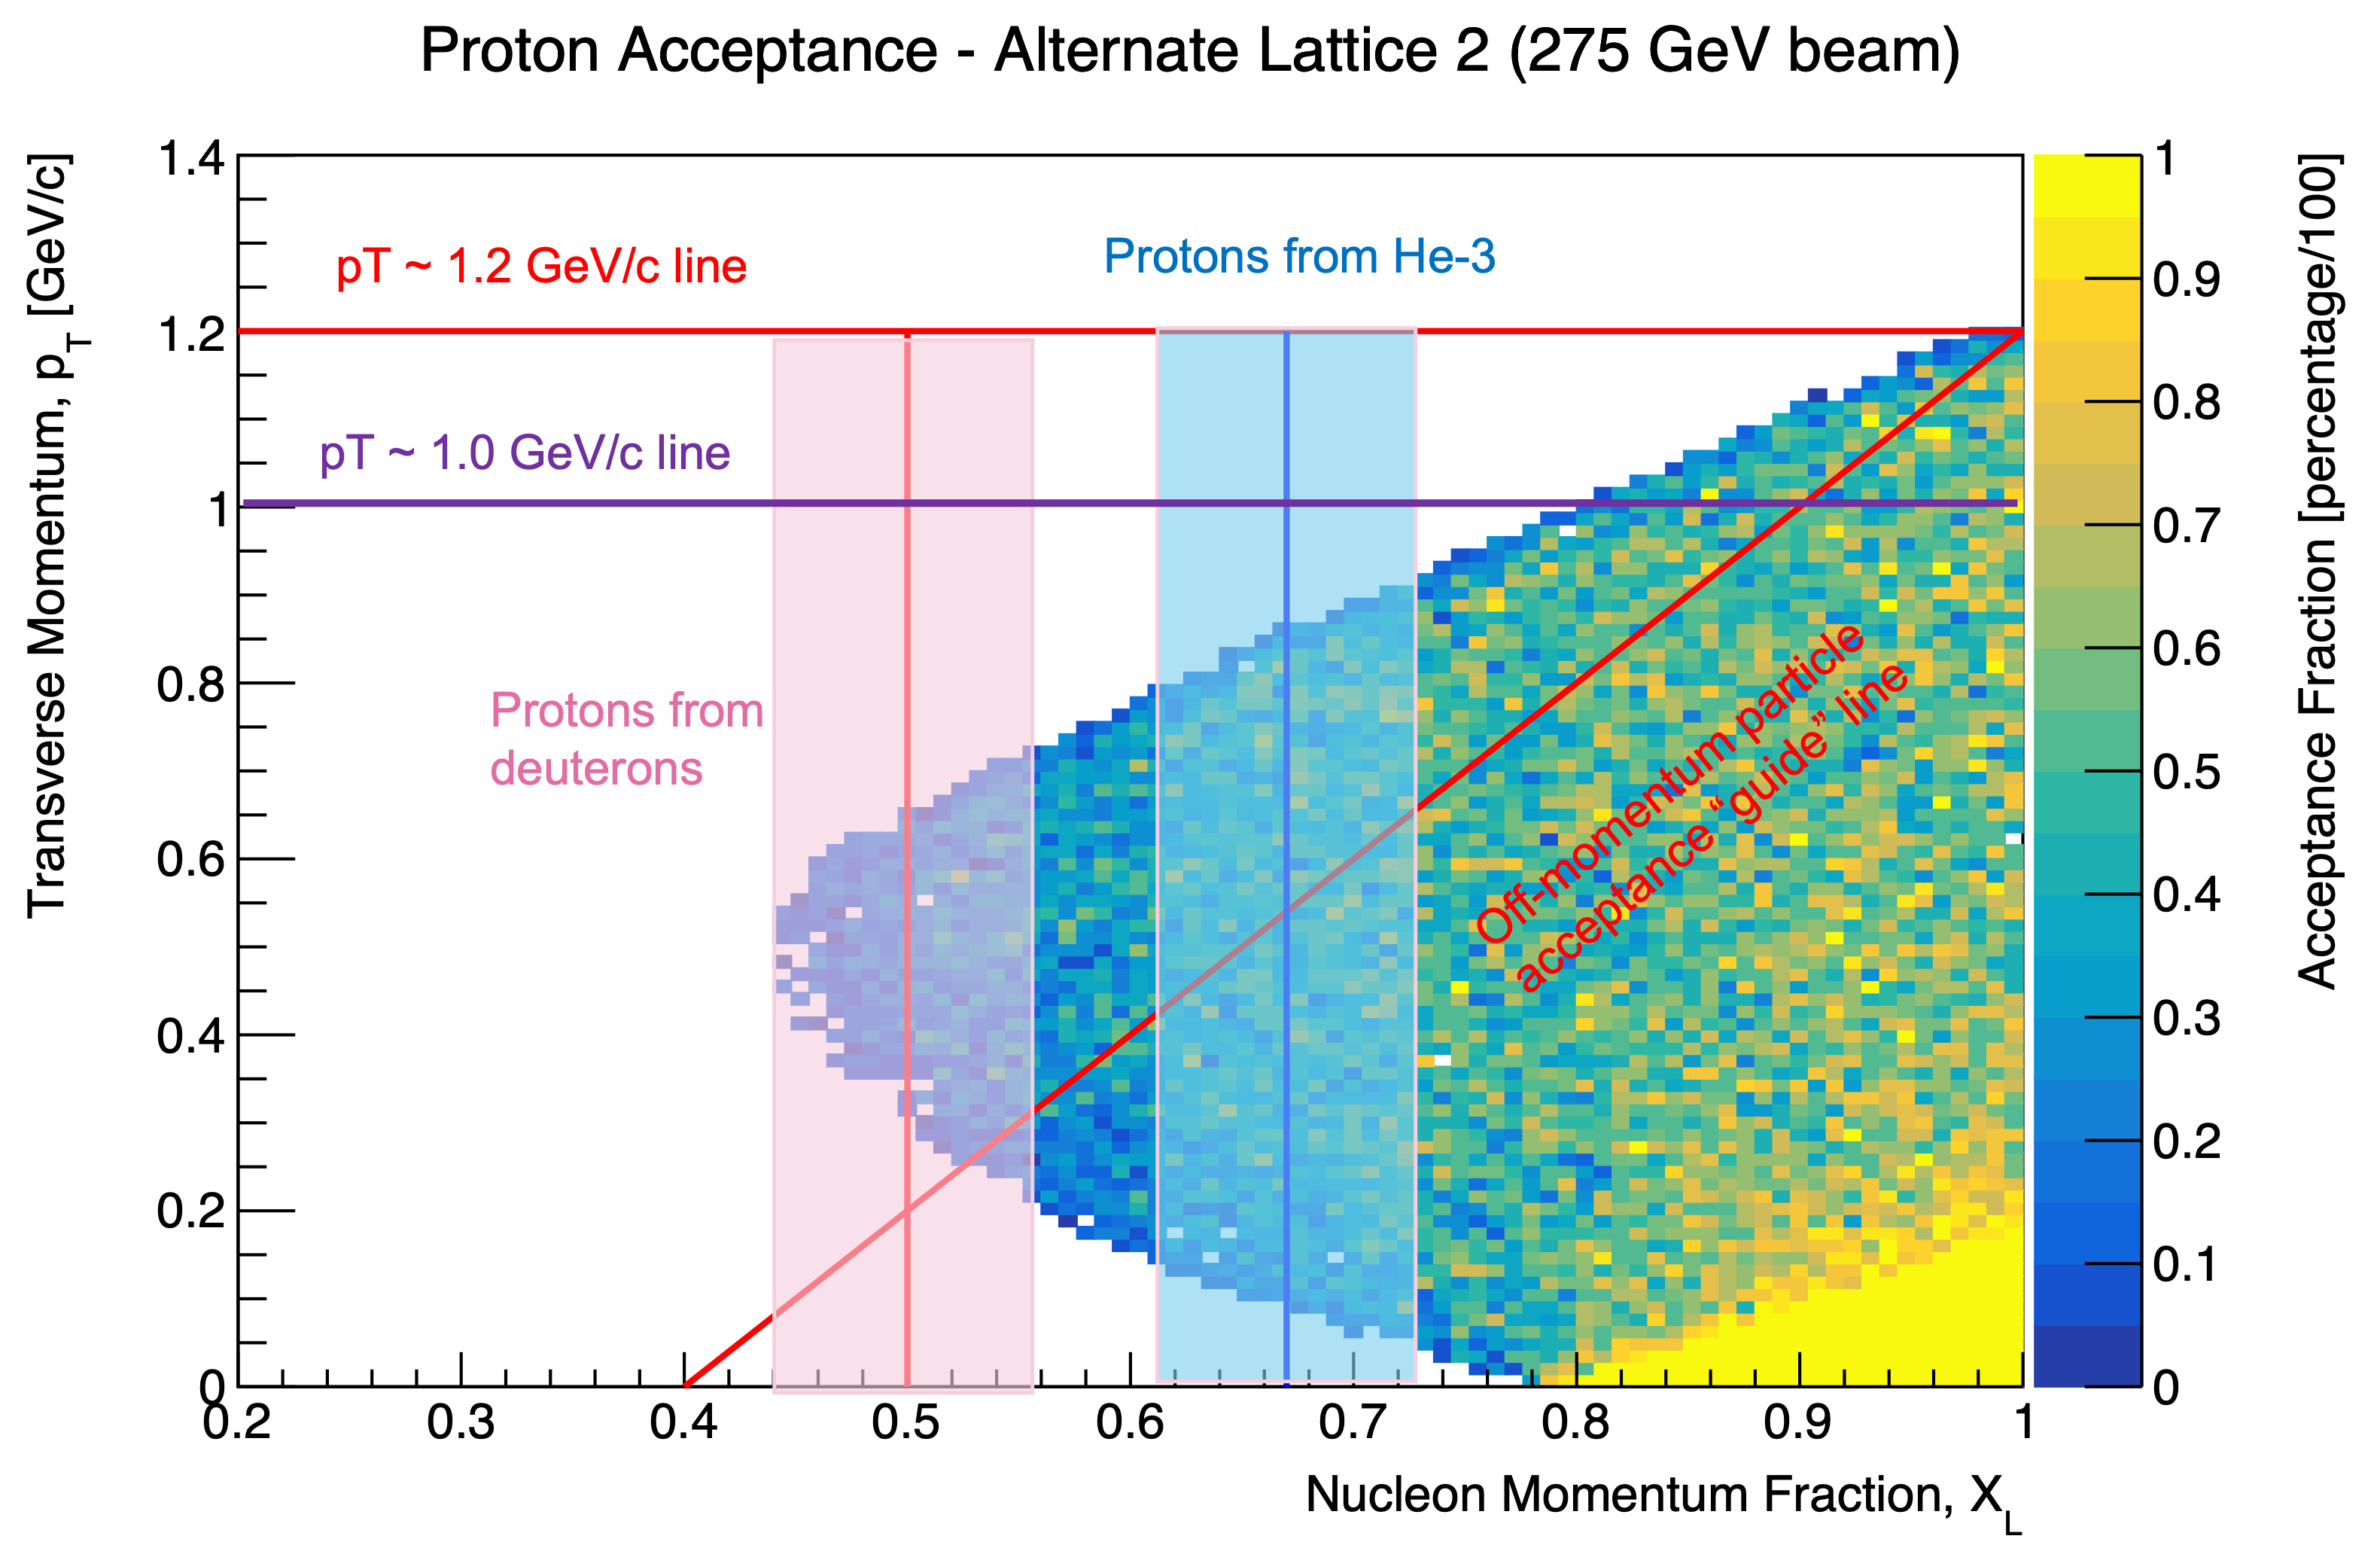 Proton Acceptance - Alternate Lattice 2 (275 GeV beam)
Transverse Momentum, pT [GeV/c]
1.4
1.2
1
0.8
0.6
0.4
0.2
0
pT ~ 1.2 GeV/c line
Protons from He-3
pT ~ 1.0 GeV/c line
Protons from
deuterons
Off-momentum particle
acceptance “guide” line
0.2
0.3
0.4
0.5
0.6
0.7
0.8
0.9
1
Nucleon Momentum Fraction, XL
1
0.9
0.8
0.7
0.6
0.5
0.4
0.3
0.2
0.1
0
Acceptance Fraction [percentage/100]